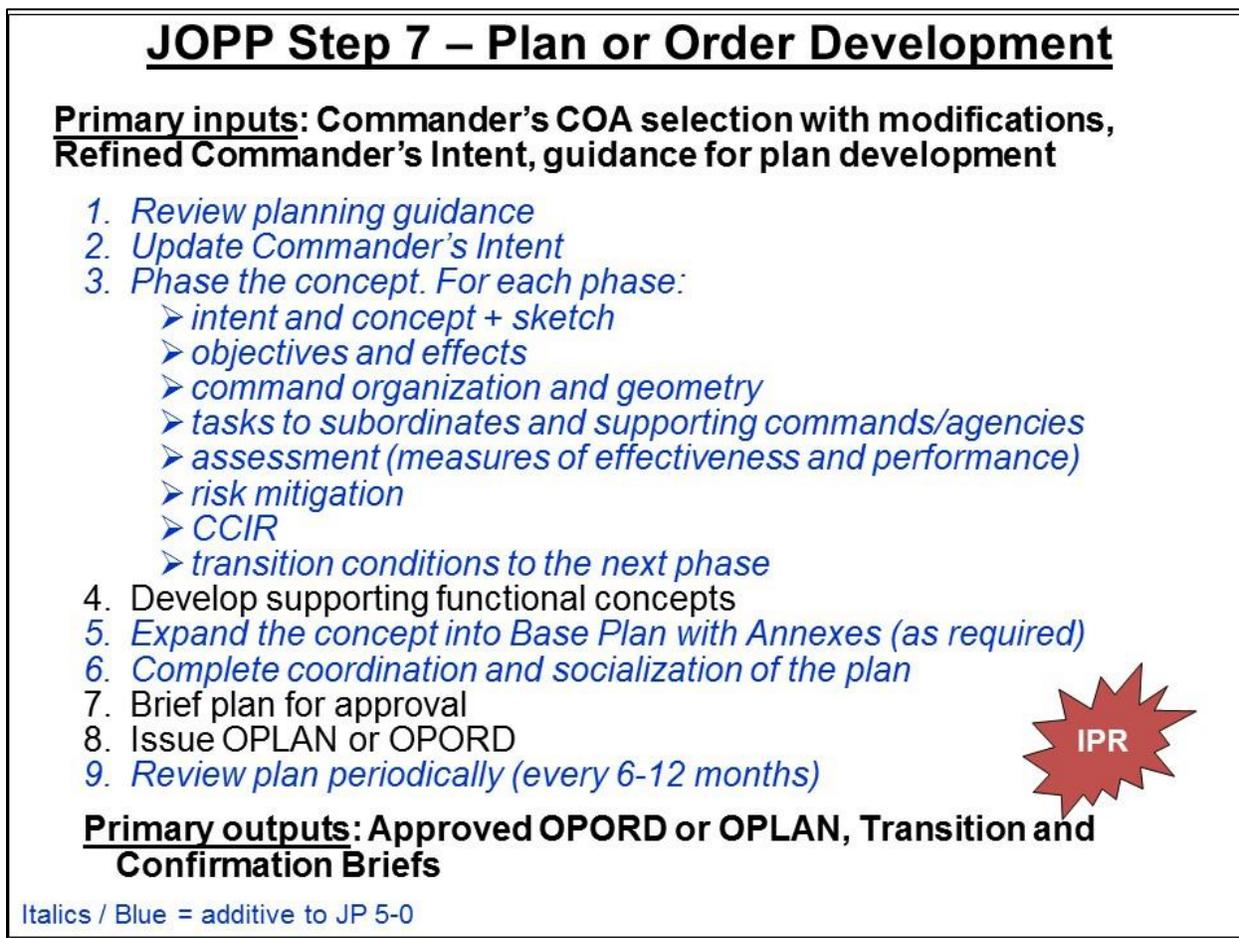 JOPP Step 7 – Plan or Order Development
Primary inputs: Commander's COA selection with modifications,
Refined Commander's Intent, guidance for plan development
1. Review planning guidance
2. Update Commander's Intent
3. Phase the concept. For each phase:
➢ intent and concept + sketch
➢ objectives and effects
➢ command organization and geometry
➢ tasks to subordinates and supporting commands/agencies
➢ assessment (measures of effectiveness and performance)
➢ risk mitigation
➢ CCIR
➢ transition conditions to the next phase
4. Develop supporting functional concepts
5. Expand the concept into Base Plan with Annexes (as required)
6. Complete coordination and socialization of the plan
7. Brief plan for approval
8. Issue OPLAN or OPORD
9. Review plan periodically (every 6-12 months)
IPR
Primary outputs: Approved OPORD or OPLAN, Transition and
Confirmation Briefs
Italics / Blue = additive to JP 5-0